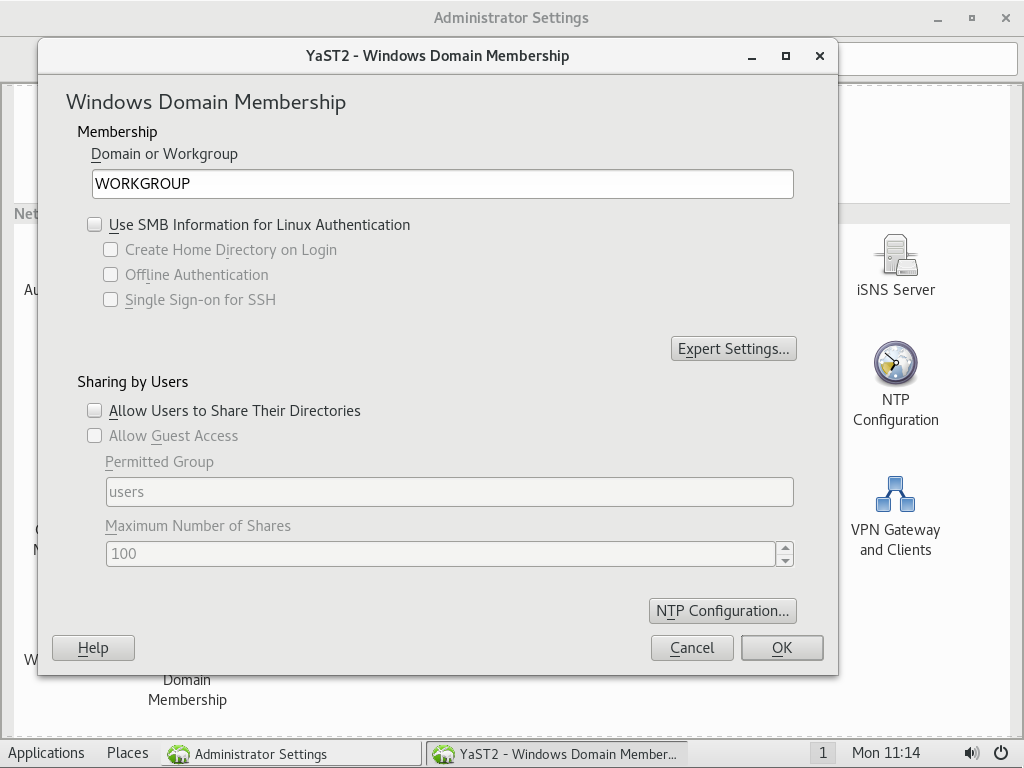 Administrator Settings
YaST2 - Windows Domain Membership
Windows Domain Membership
Membership
Domain or Workgroup
WORKGROUP
Use SMB Information for Linux Authentication
Create Home Directory on Login
Offline Authentication
Single Sign-on for SSH
Expert Settings...
Sharing by Users
Allow Users to Share Their Directories
Allow Guest Access
Permitted Group
users
Maximum Number of Shares
100
NTP Configuration...
Help
Cancel
OK
Net
Au
iSNS Server
NTP
Configuration
VPN Gateway
and Clients
W
Domain
Membership
Applications
Places
Administrator Settings
YaST2 - Windows Domain Member...
1
Mon 11:14